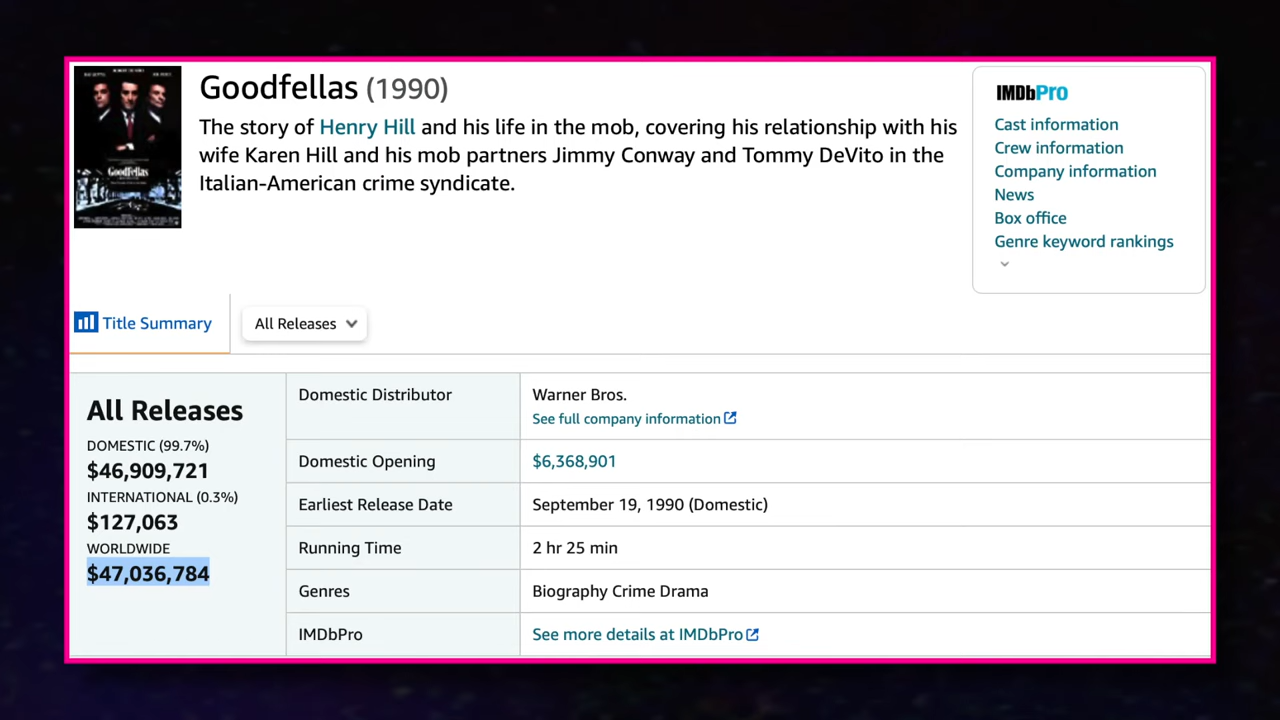 Goodfellas (1990)
The story of Henry Hill and his life in the mob, covering his relationship with his
wife Karen Hill and his mob partners Jimmy Conway and Tommy DeVito in the
Italian-American crime syndicate.
Goodfellas
IMDbPro
Cast information
Crew information
Company information
News
Box office
Genre keyword rankings
Title Summary
All Releases
All Releases
DOMESTIC (99.7%)
$46,909,721
INTERNATIONAL (0.3%)
$127,063
WORLDWIDE
$47,036,784
Domestic Distributor
Warner Bros.
See full company information
Domestic Opening
$6,368,901
Earliest Release Date
September 19, 1990 (Domestic)
Running Time
2 hr 25 min
Genres
Biography Crime Drama
IMDbPro
See more details at IMDbPro